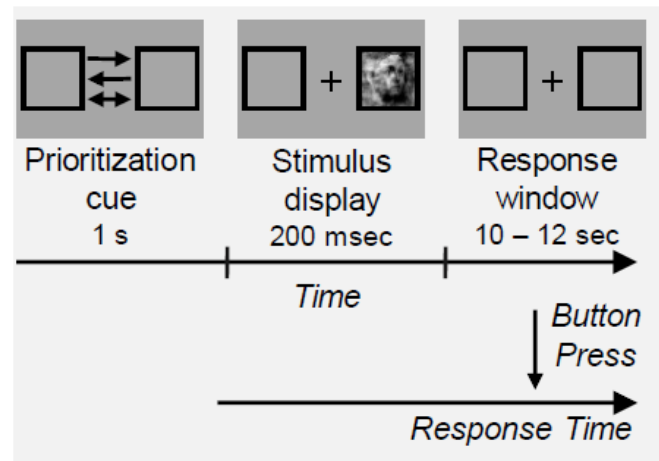 Prioritization
cue
1 s
Stimulus
display
200 msec
Response
window
10 – 12 sec
Time
Button
Press
Response Time